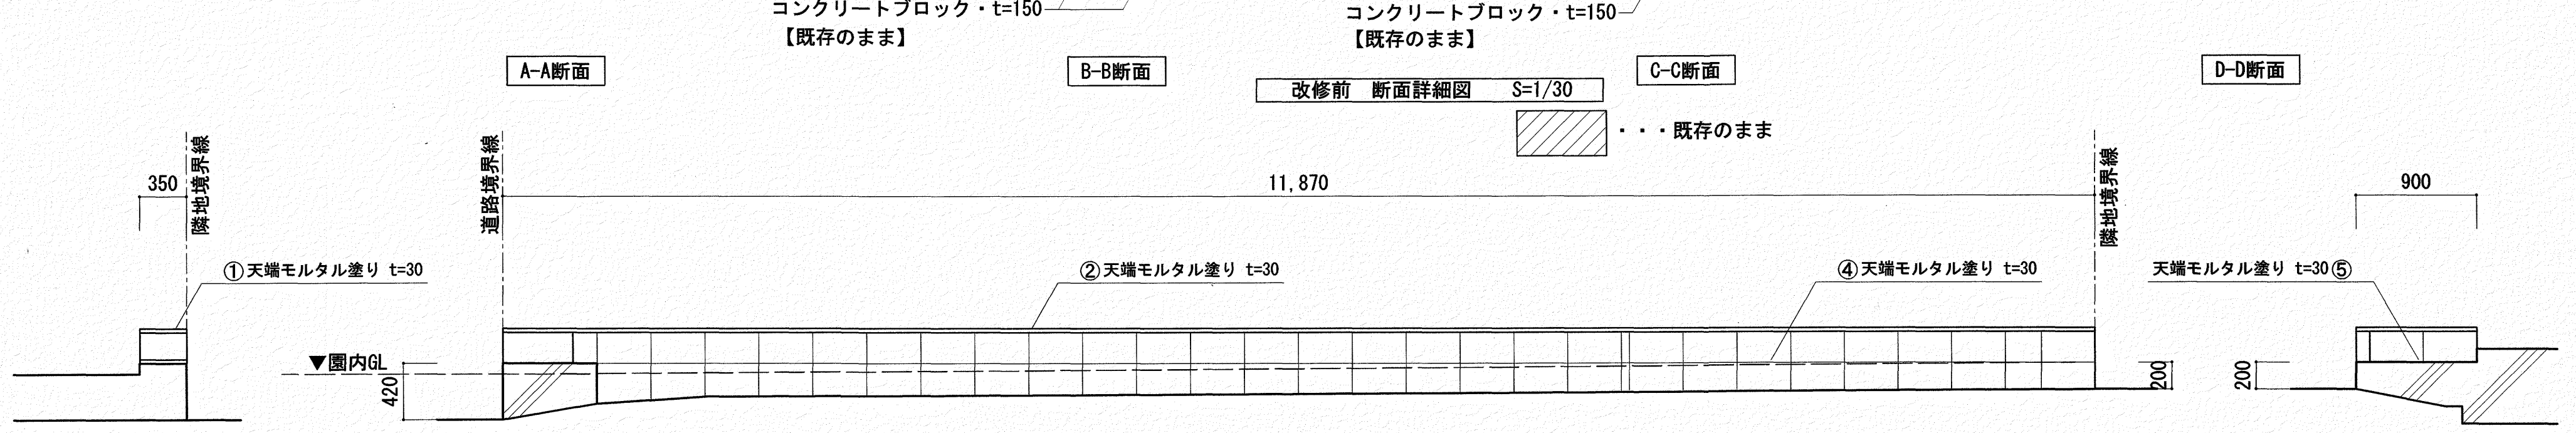 コンクリートブロック・t=150
【既存のまま】
コンクリートブロック・t=150
【既存のまま】
A-A断面
B-B断面
C-C断面
D-D断面
改修前 断面詳細図 S=1/30
・・・既存のまま
350
隣地境界線
道路境界線
11,870
隣地境界線
900
①天端モルタル塗り t=30
②天端モルタル塗り t=30
④天端モルタル塗り t=30
天端モルタル塗り t=30⑤
▼園内GL
420
200
200